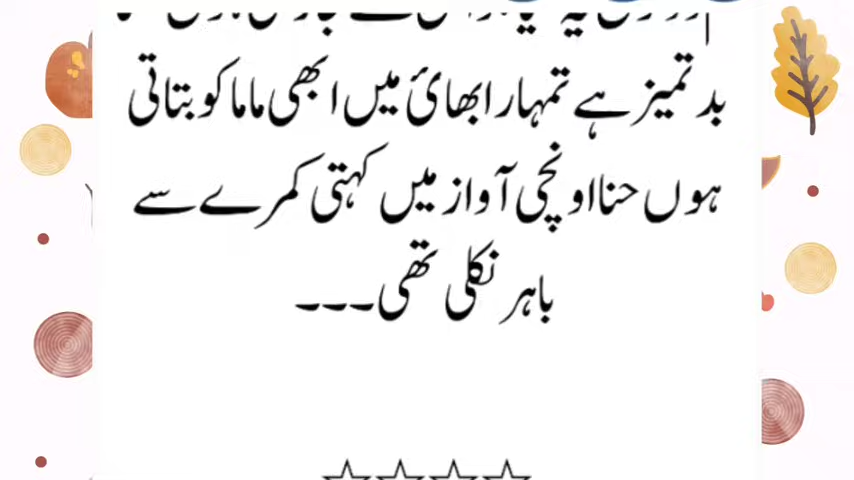 بدتمیز ہے تمہارا بھائ میں ابھی ماما کو بتاتی
ہوں حنا اونچی آواز میں کہتی کمرے سے
باہر نکلی تھی۔۔۔